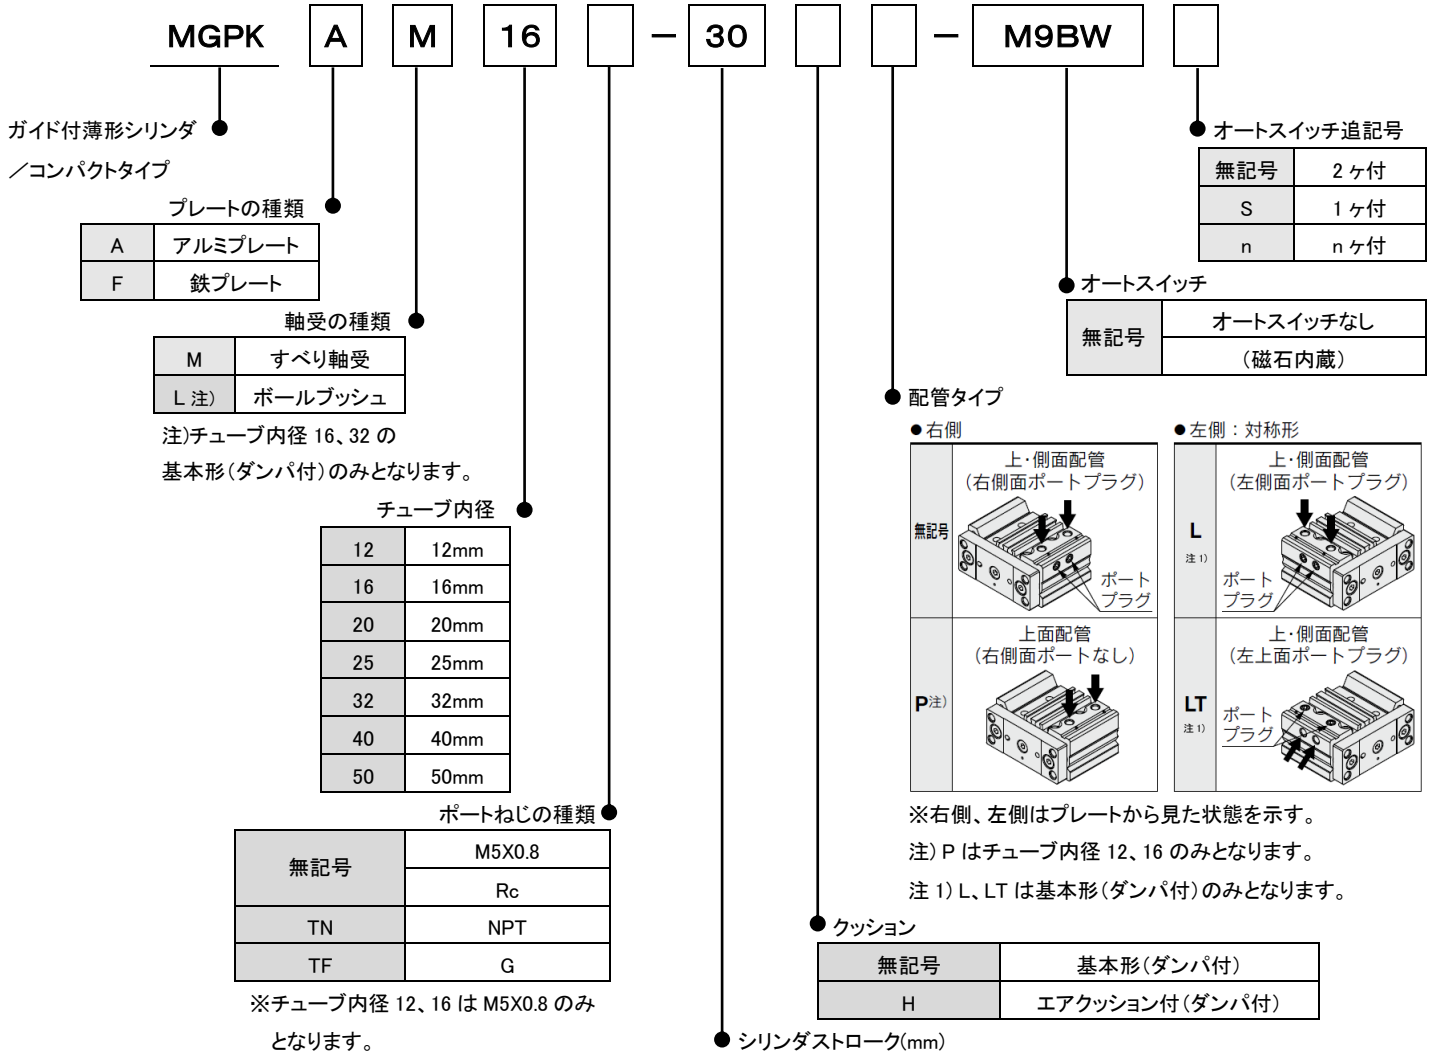 MGPK A M 16 - 30 - M9BW
ガイド付薄形シリンダ
／コンパクトタイプ
プレートの種類
A アルミプレート
F 鉄プレート
軸受の種類
M すべり軸受
L 注) ボールブッシュ
注)チューブ内径 16、32 の
基本形(ダンパ付)のみとなります。
チューブ内径
12 12mm
16 16mm
20 20mm
25 25mm
32 32mm
40 40mm
50 50mm
ポートねじの種類
無記号 M5X0.8
Rc
TN NPT
TF G
※チューブ内径 12、16 は M5X0.8 のみ
となります。
シリンダストローク(mm)
クッション
無記号 基本形(ダンパ付)
H エアクッション付(ダンパ付)
配管タイプ
●右側
無記号 上・側面配管
(右側面ポートプラグ)
ポート
プラグ
P注) 上面配管
(右側面ポートなし)
●左側：対称形
L 上・側面配管
注1) (左側面ポートプラグ)
ポート
プラグ
LT 上・側面配管
注1) (左上面ポートプラグ)
ポート
プラグ
※右側、左側はプレートから見た状態を示す。
注) P はチューブ内径 12、16 のみとなります。
注 1) L、LT は基本形(ダンパ付)のみとなります。
オートスイッチ
無記号 オートスイッチなし
(磁石内蔵)
オートスイッチ追記号
無記号 2 ヶ付
S 1 ヶ付
n n ヶ付